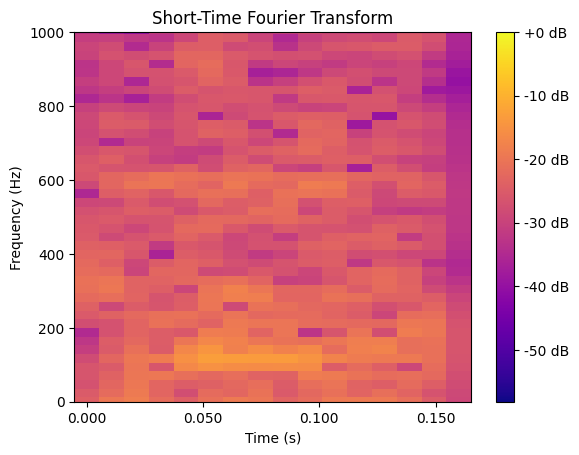 Short-Time Fourier Transform
1000
800
600
400
200
0
Frequency (Hz)
0.000
0.050
0.100
0.150
Time (s)
+0 dB
-10 dB
-20 dB
-30 dB
-40 dB
-50 dB